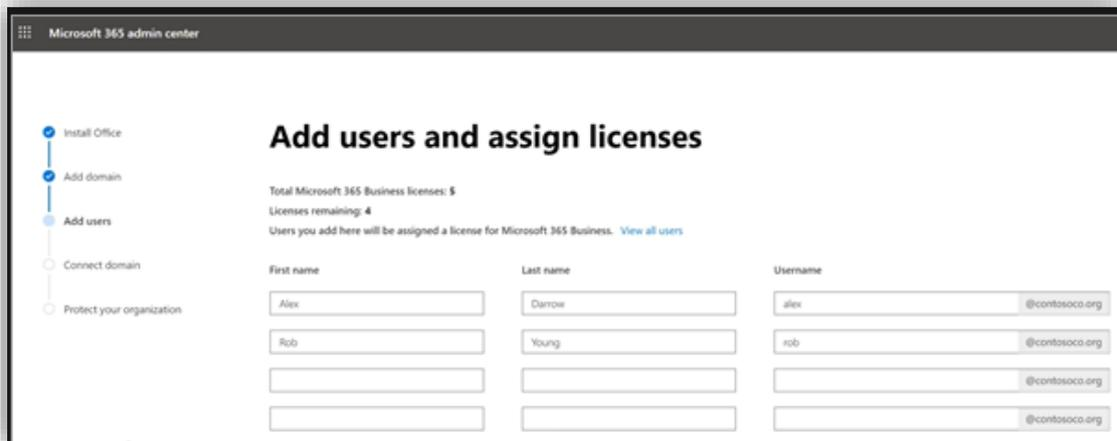 Microsoft 365 admin center
Install Office
Add domain
Add users
Connect domain
Protect your organization
Add users and assign licenses
Total Microsoft 365 Business licenses: 5
Licenses remaining: 4
Users you add here will be assigned a license for Microsoft 365 Business. View all users
First name Last name Username
Alex Darrow alex @contosoco.org
Rob Young rob @contosoco.org
@contosoco.org
@contosoco.org